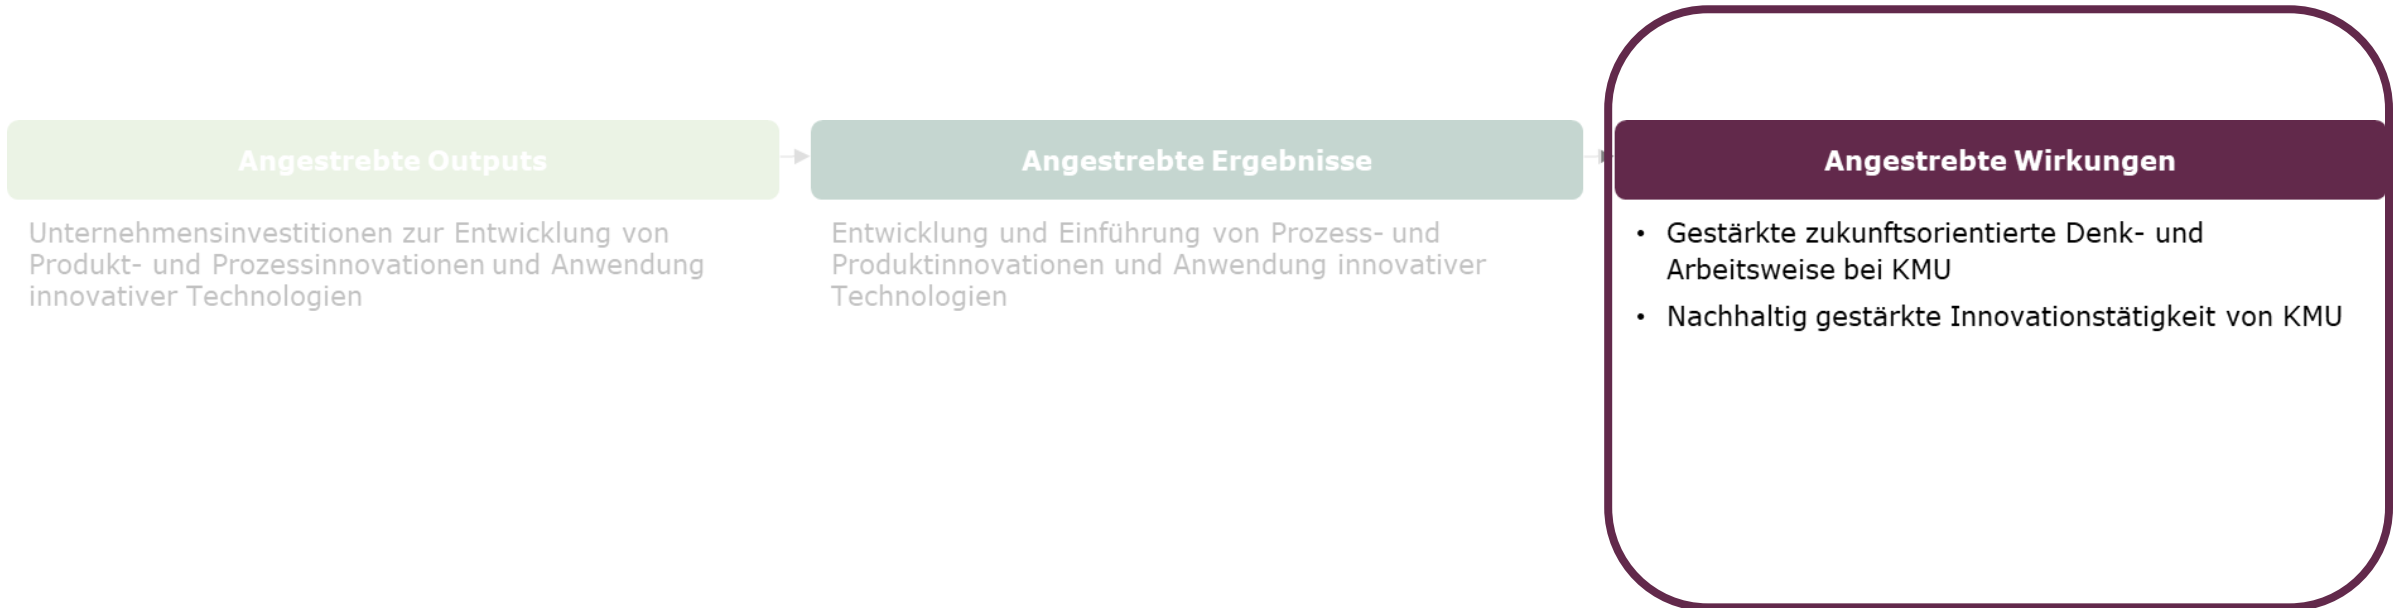 Angestrebte Outputs
Unternehmensinvestitionen zur Entwicklung von
Produkt- und Prozessinnovationen und Anwendung
innovativer Technologien
Angestrebte Ergebnisse
Entwicklung und Einführung von Prozess- und
Produktinnovationen und Anwendung innovativer
Technologien
Angestrebte Wirkungen
• Gestärkte zukunftsorientierte Denk- und
Arbeitsweise bei KMU
• Nachhaltig gestärkte Innovationstätigkeit von KMU